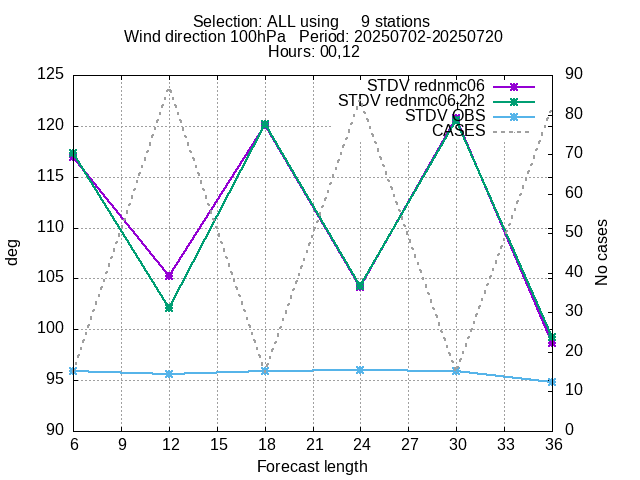 Selection: ALL using     9 stations
Wind direction 100hPa   Period: 20250702-20250720
Hours: 00,12
STDV rednmc06
STDV rednmc06.2h2
STDV OBS
CASES
125
120
115
110
105
100
95
90
90
80
70
60
50
40
30
20
10
0
deg
No cases
6 9 12 15 18 21 24 27 30 33 36
Forecast length